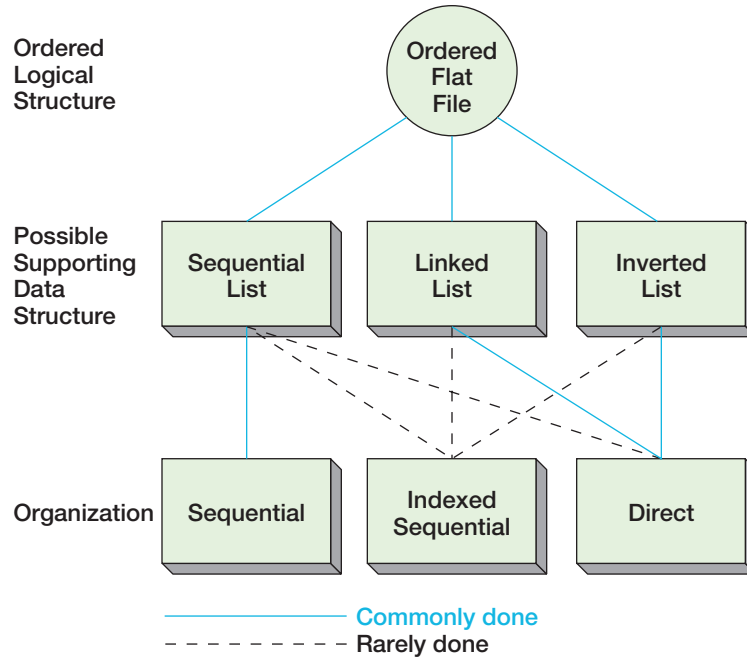 Ordered
Logical
Structure
Ordered
Flat
File
Possible
Supporting
Data
Structure
Sequential
List
Linked
List
Inverted
List
Organization
Sequential
Indexed
Sequential
Direct
Commonly done
Rarely done